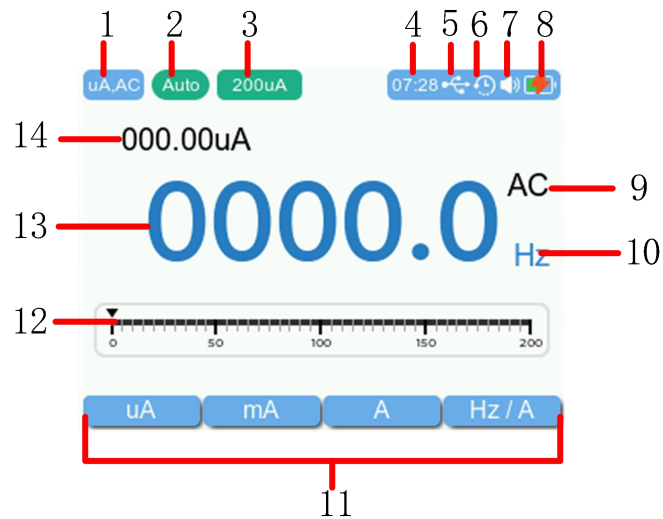 1 2 3 4 5 6 7 8
uA,AC Auto 200uA 07:28
14 000.00uA
AC 9
13 0000.0
Hz 10
12
0 50 100 150 200
uA mA A Hz / A
11